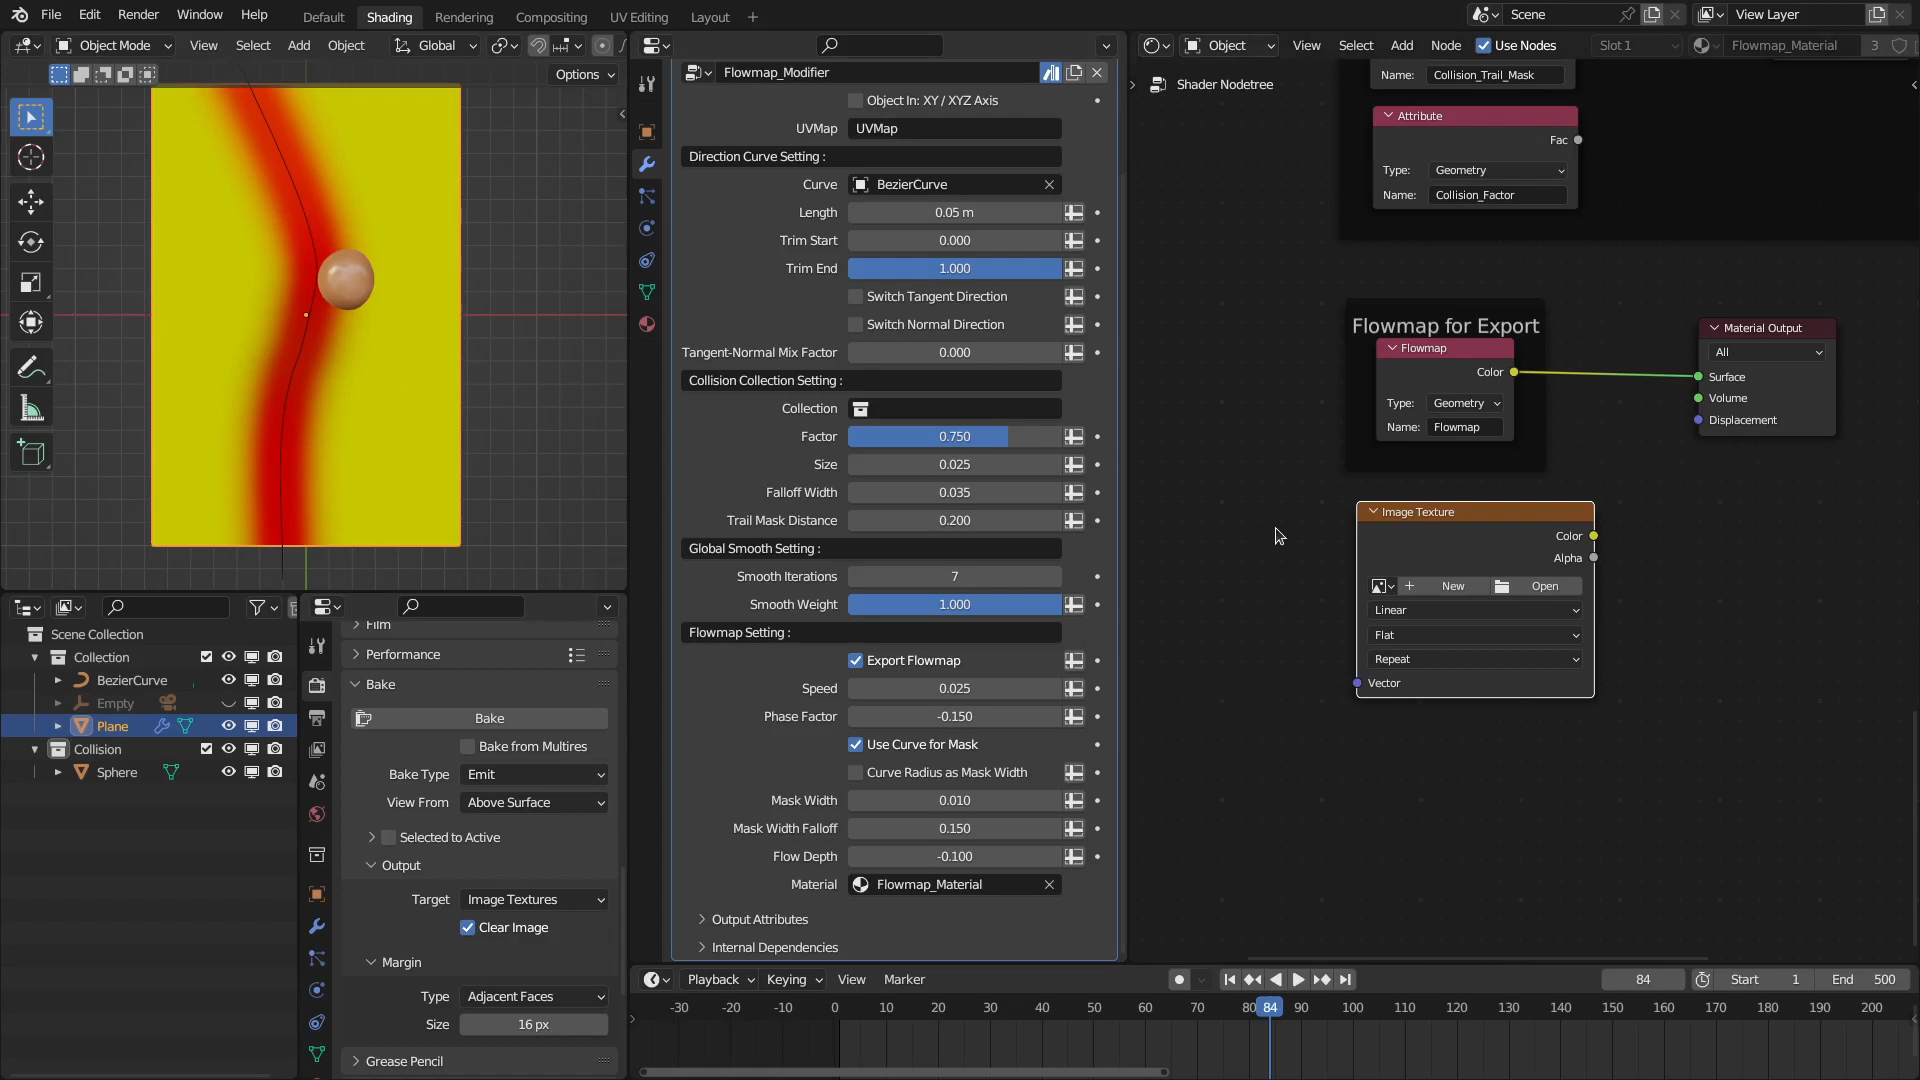 File Edit Render Window Help Default Shading Rendering Compositing UV Editing Layout + Scene View Layer
Object Mode View Select Add Object Global
Options
Flowmap_Modifier
Object In: XY / XYZ Axis
UVMap UVMap
Direction Curve Setting :
Curve BezierCurve
Length 0.05 m
Trim Start 0.000
Trim End 1.000
Switch Tangent Direction
Switch Normal Direction
Tangent-Normal Mix Factor 0.000
Collision Collection Setting :
Collection
Factor 0.750
Size 0.025
Falloff Width 0.035
Trail Mask Distance 0.200
Global Smooth Setting :
Smooth Iterations 7
Smooth Weight 1.000
Flowmap Setting :
Export Flowmap
Speed 0.025
Phase Factor -0.150
Use Curve for Mask
Curve Radius as Mask Width
Mask Width 0.010
Mask Width Falloff 0.150
Flow Depth -0.100
Material Flowmap_Material
Output Attributes
Internal Dependencies
Object View Select Add Node Use Nodes Slot 1 Flowmap_Material 3
Shader Nodetree
Name: Collision_Trail_Mask
Attribute
Fac
Type: Geometry
Name: Collision_Factor
Flowmap for Export
Flowmap
Color
Type: Geometry
Name: Flowmap
Material Output
All
Surface
Volume
Displacement
Image Texture
Color
Alpha
New Open
Linear
Flat
Repeat
Vector
Scene Collection
Collection
BezierCurve
Empty
Plane
Collision
Sphere
Film
Performance
Bake
Bake
Bake from Multires
Bake Type Emit
View From Above Surface
Selected to Active
Output
Target Image Textures
Clear Image
Margin
Type Adjacent Faces
Size 16 px
Grease Pencil
Playback Keying View Marker 84 Start 1 End 500
-30 -20 -10 0 10 20 30 40 50 60 70 80 84 90 100 110 120 130 140 150 160 170 180 190 200